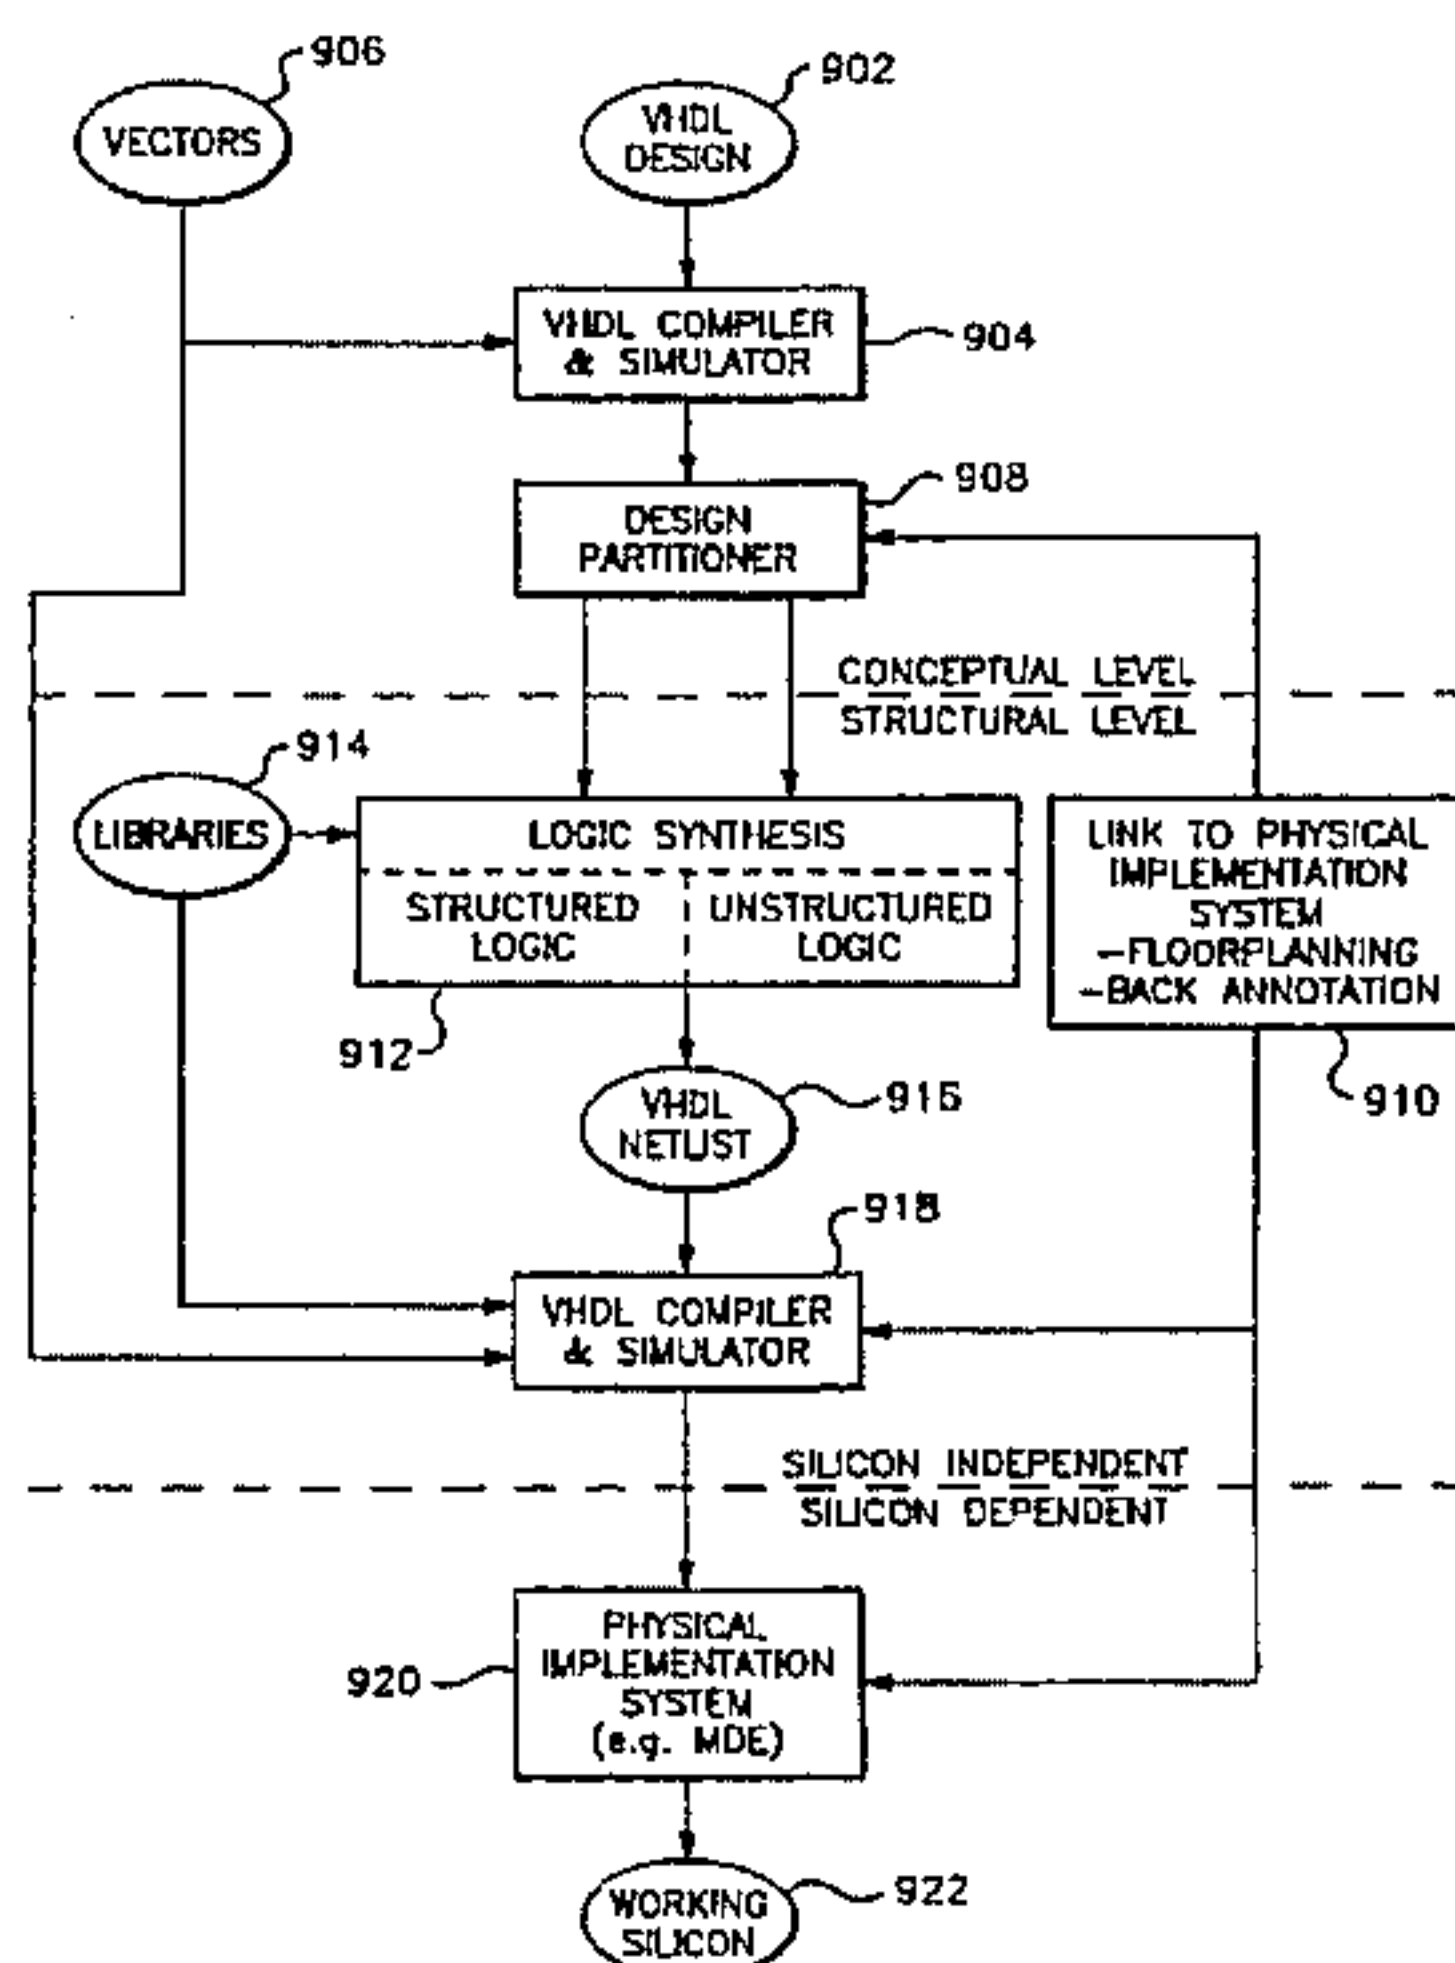 906
902
VECTORS
VHDL
DESIGN
VHDL COMPILER
& SIMULATOR
904
908
DESIGN
PARTITIONER
CONCEPTUAL LEVEL
STRUCTURAL LEVEL
914
LIBRARIES
LOGIC SYNTHESIS
STRUCTURED
LOGIC
UNSTRUCTURED
LOGIC
LINK TO PHYSICAL
IMPLEMENTATION
SYSTEM
-FLOORPLANNING
-BACK ANNOTATION
912
910
VHDL
NETLIST
916
918
VHDL COMPILER
& SIMULATOR
SILICON INDEPENDENT
SILICON DEPENDENT
PHYSICAL
IMPLEMENTATION
SYSTEM
(e.g. MDE)
920
WORKING
SILICON
922